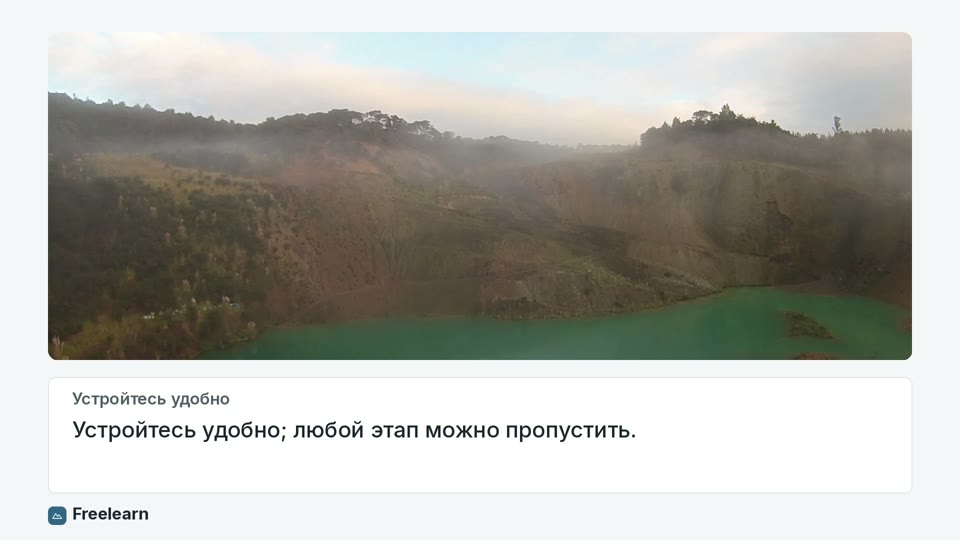 Устройтесь удобно
Устройтесь удобно; любой этап можно пропустить.
Freelearn